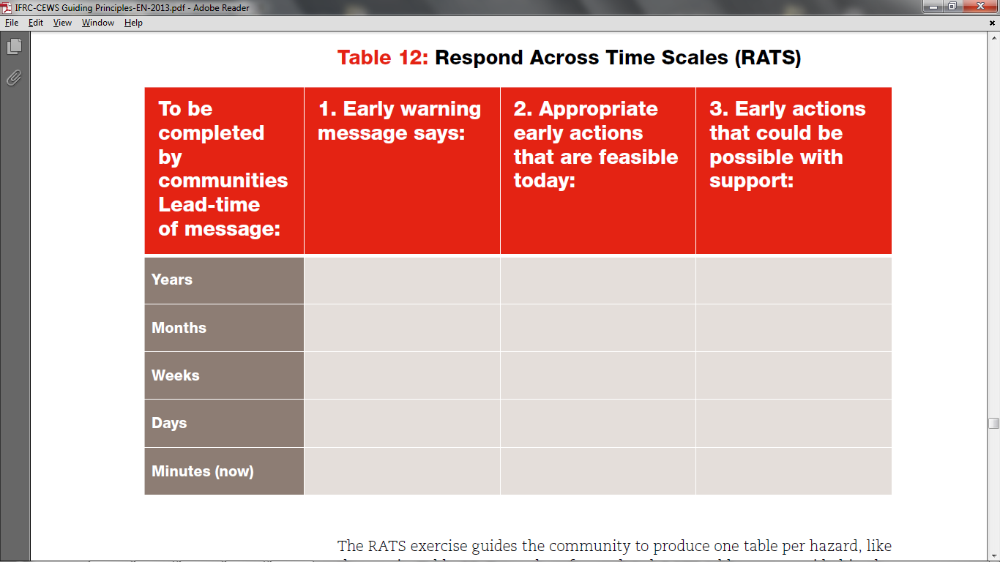 IFRC-CEWS Guiding Principles-EN-2013.pdf - Adobe Reader
File Edit View Window Help
Table 12: Respond Across Time Scales (RATS)
To be
completed
by
communities
Lead-time
of message:
1. Early warning
message says:
2. Appropriate
early actions
that are feasible
today:
3. Early actions
that could be
possible with
support:
Years
Months
Weeks
Days
Minutes (now)
The RATS exercise guides the community to produce one table per hazard, like